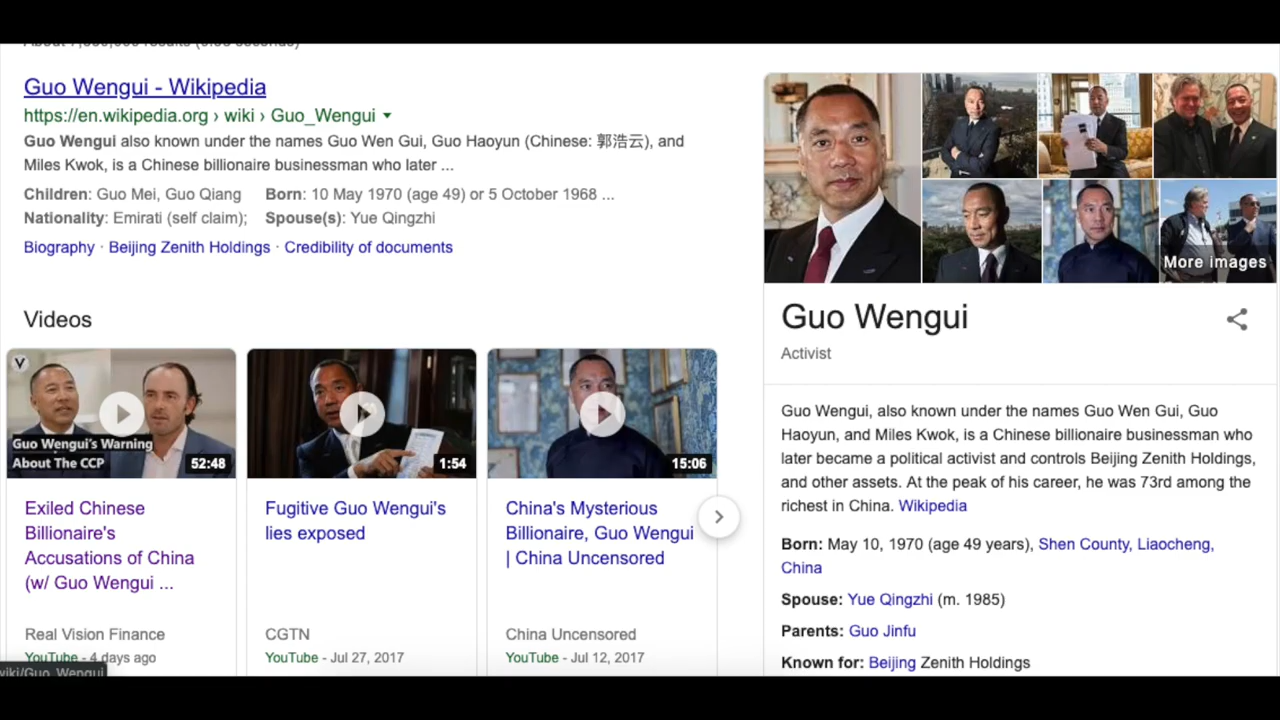 Guo Wengui - Wikipedia
https://en.wikipedia.org › wiki › Guo_Wengui
Guo Wengui also known under the names Guo Wen Gui, Guo Haoyun (Chinese: 郭浩云), and
Miles Kwok, is a Chinese billionaire businessman who later ...
Children: Guo Mei, Guo Qiang Born: 10 May 1970 (age 49) or 5 October 1968 ...
Nationality: Emirati (self claim); Spouse(s): Yue Qingzhi
Biography · Beijing Zenith Holdings · Credibility of documents
Videos
V
Guo Wengui's Warning
About The CCP
52:48
Exiled Chinese
Billionaire's
Accusations of China
(w/ Guo Wengui ...
Real Vision Finance
YouTube - 4 days ago
1:54
Fugitive Guo Wengui's
lies exposed
CGTN
YouTube - Jul 27, 2017
15:06
China's Mysterious
Billionaire, Guo Wengui
| China Uncensored
China Uncensored
YouTube - Jul 12, 2017
More images
Guo Wengui
Activist
Guo Wengui, also known under the names Guo Wen Gui, Guo
Haoyun, and Miles Kwok, is a Chinese billionaire businessman who
later became a political activist and controls Beijing Zenith Holdings,
and other assets. At the peak of his career, he was 73rd among the
richest in China. Wikipedia
Born: May 10, 1970 (age 49 years), Shen County, Liaocheng,
China
Spouse: Yue Qingzhi (m. 1985)
Parents: Guo Jinfu
Known for: Beijing Zenith Holdings
wiki/Guo_Wengui